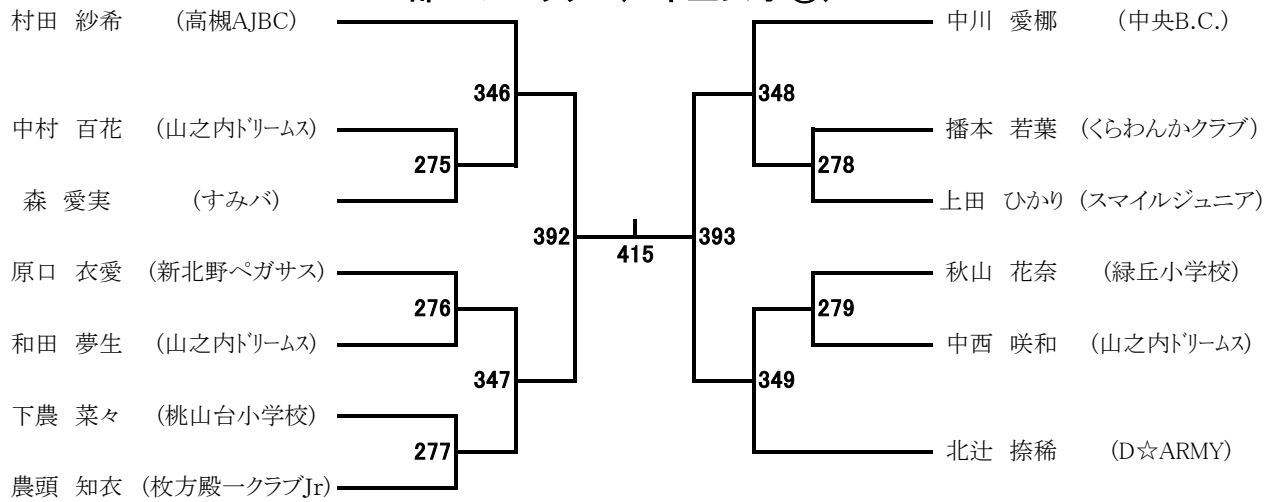 村田 紗希 (高槻AJBC)
346
中村 百花 (山之内ドリームス)
275
森 愛実 (すみバ)
392
原口 衣愛 (新北野ペガサス)
276
和田 夢生 (山之内ドリームス)
347
下農 菜々 (桃山台小学校)
277
農頭 知衣 (枚方殿一クラブJr)
415
中川 愛梛 (中央B.C.)
348
播本 若葉 (くらわんかクラブ)
278
上田 ひかり (スマイルジュニア)
393
秋山 花奈 (緑丘小学校)
279
中西 咲和 (山之内ドリームス)
349
北辻 捺稀 (D☆ARMY)